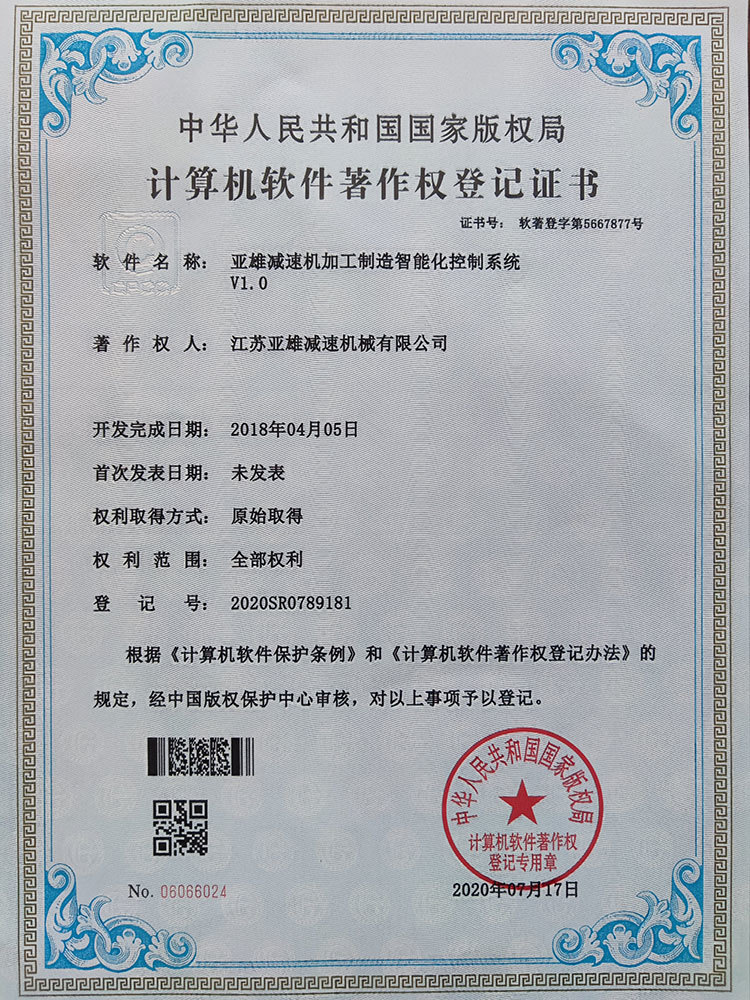 中华人民共和国国家版权局
计算机软件著作权登记证书
证书号： 软著登字第5667877号
软件名称： 亚雄减速机加工制造智能化控制系统
V1.0
著作权人： 江苏亚雄减速机械有限公司
开发完成日期： 2018年04月05日
首次发表日期： 未发表
权利取得方式： 原始取得
权利范围： 全部权利
登记号： 2020SR0789181
根据《计算机软件保护条例》和《计算机软件著作权登记办法》的
规定，经中国版权保护中心审核，对以上事项予以登记。
中华人民共和国国家版权局
计算机软件著作权
登记专用章
No. 06066024
2020年07月17日